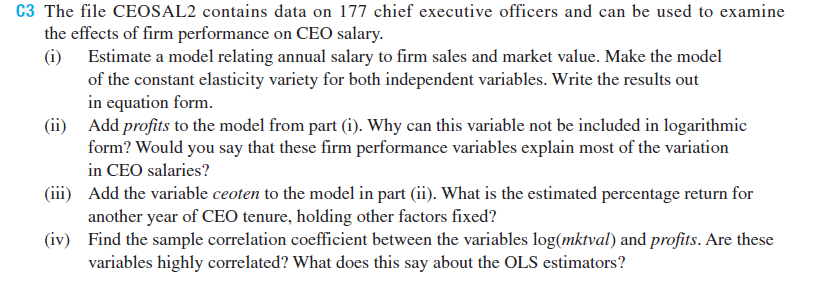 C3 The file CEOSAL2 contains data on 177 chief executive officers and can be used to examine
the effects of firm performance on CEO salary.
(i) Estimate a model relating annual salary to firm sales and market value. Make the model
of the constant elasticity variety for both independent variables. Write the results out
in equation form.
(ii) Add profits to the model from part (i). Why can this variable not be included in logarithmic
form? Would you say that these firm performance variables explain most of the variation
in CEO salaries?
(iii) Add the variable ceoten to the model in part (ii). What is the estimated percentage return for
another year of CEO tenure, holding other factors fixed?
(iv) Find the sample correlation coefficient between the variables log(mktval) and profits. Are these
variables highly correlated? What does this say about the OLS estimators?